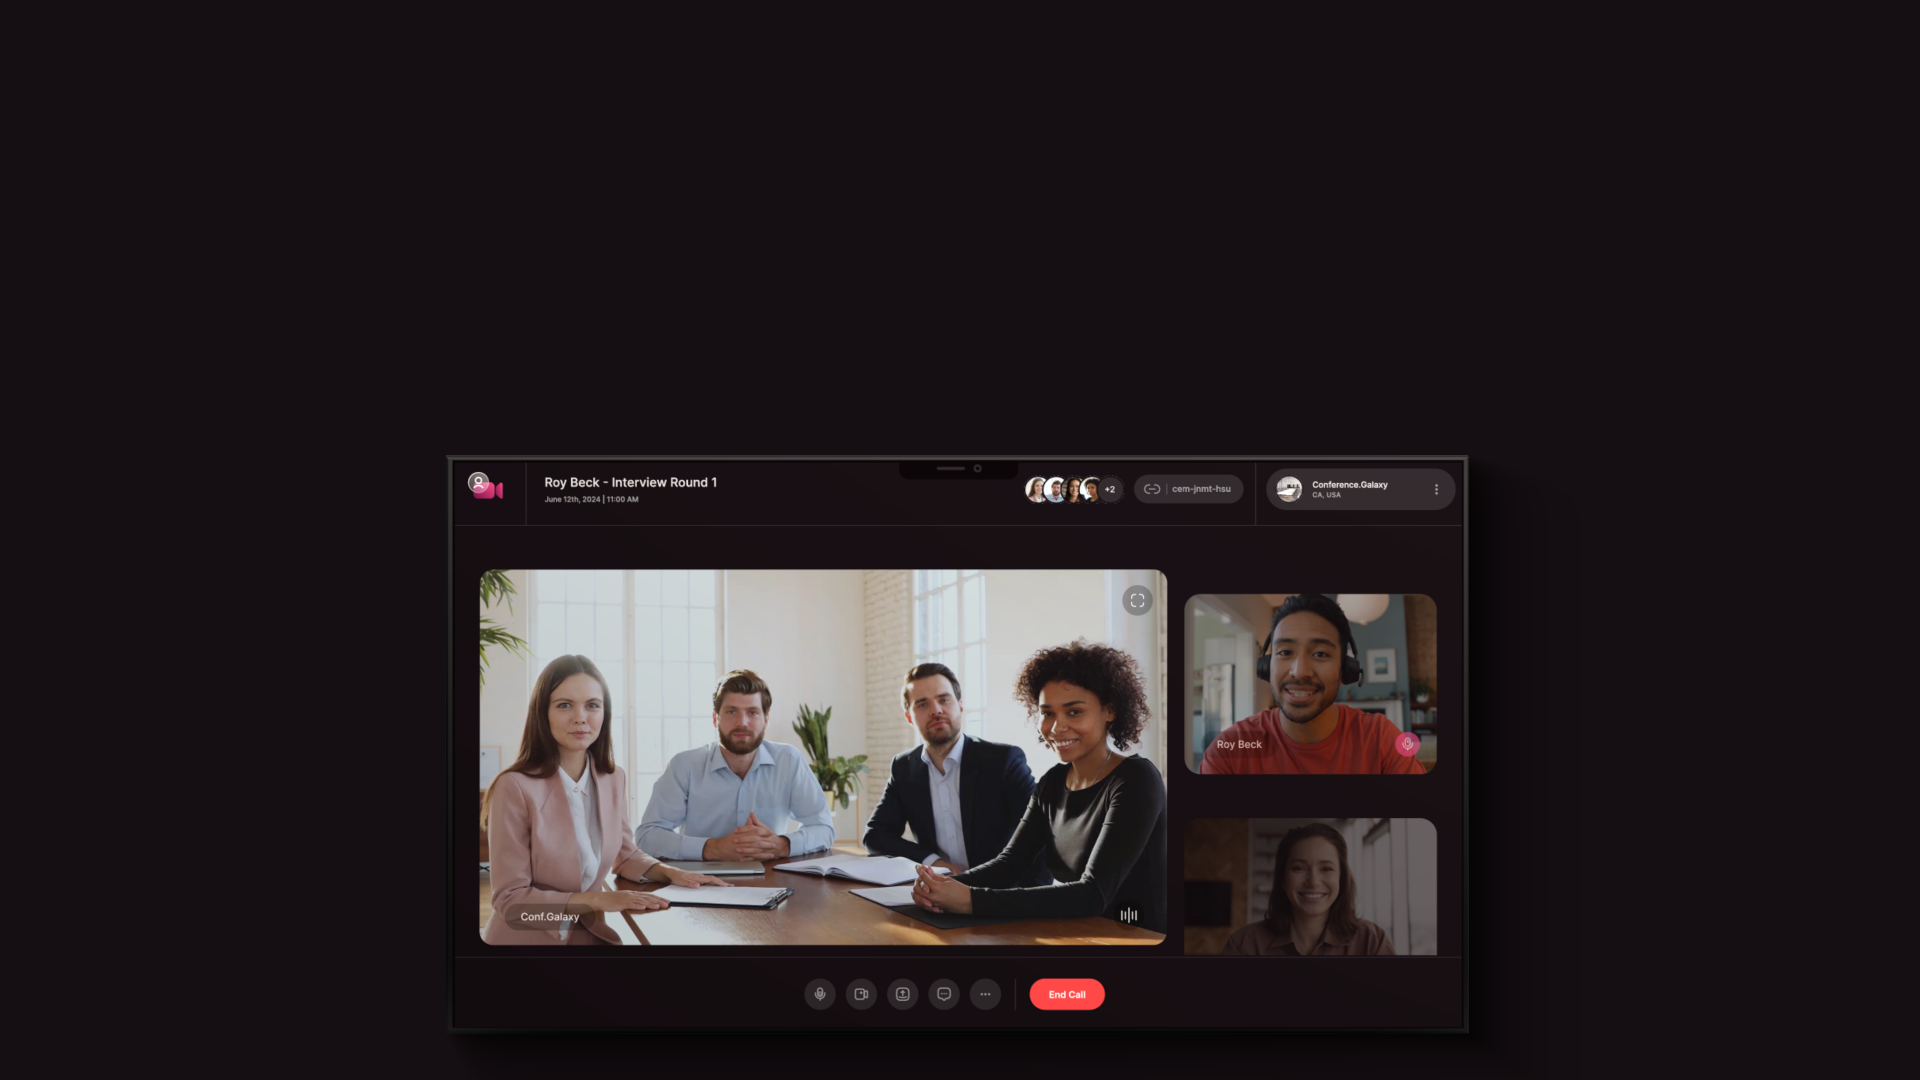 Roy Beck - Interview Round 1
June 12th, 2024 | 11:00 AM
+2
cem-jnmt-hsu
Conference.Galaxy
CA, USA
Roy Beck
Conf.Galaxy
End Call